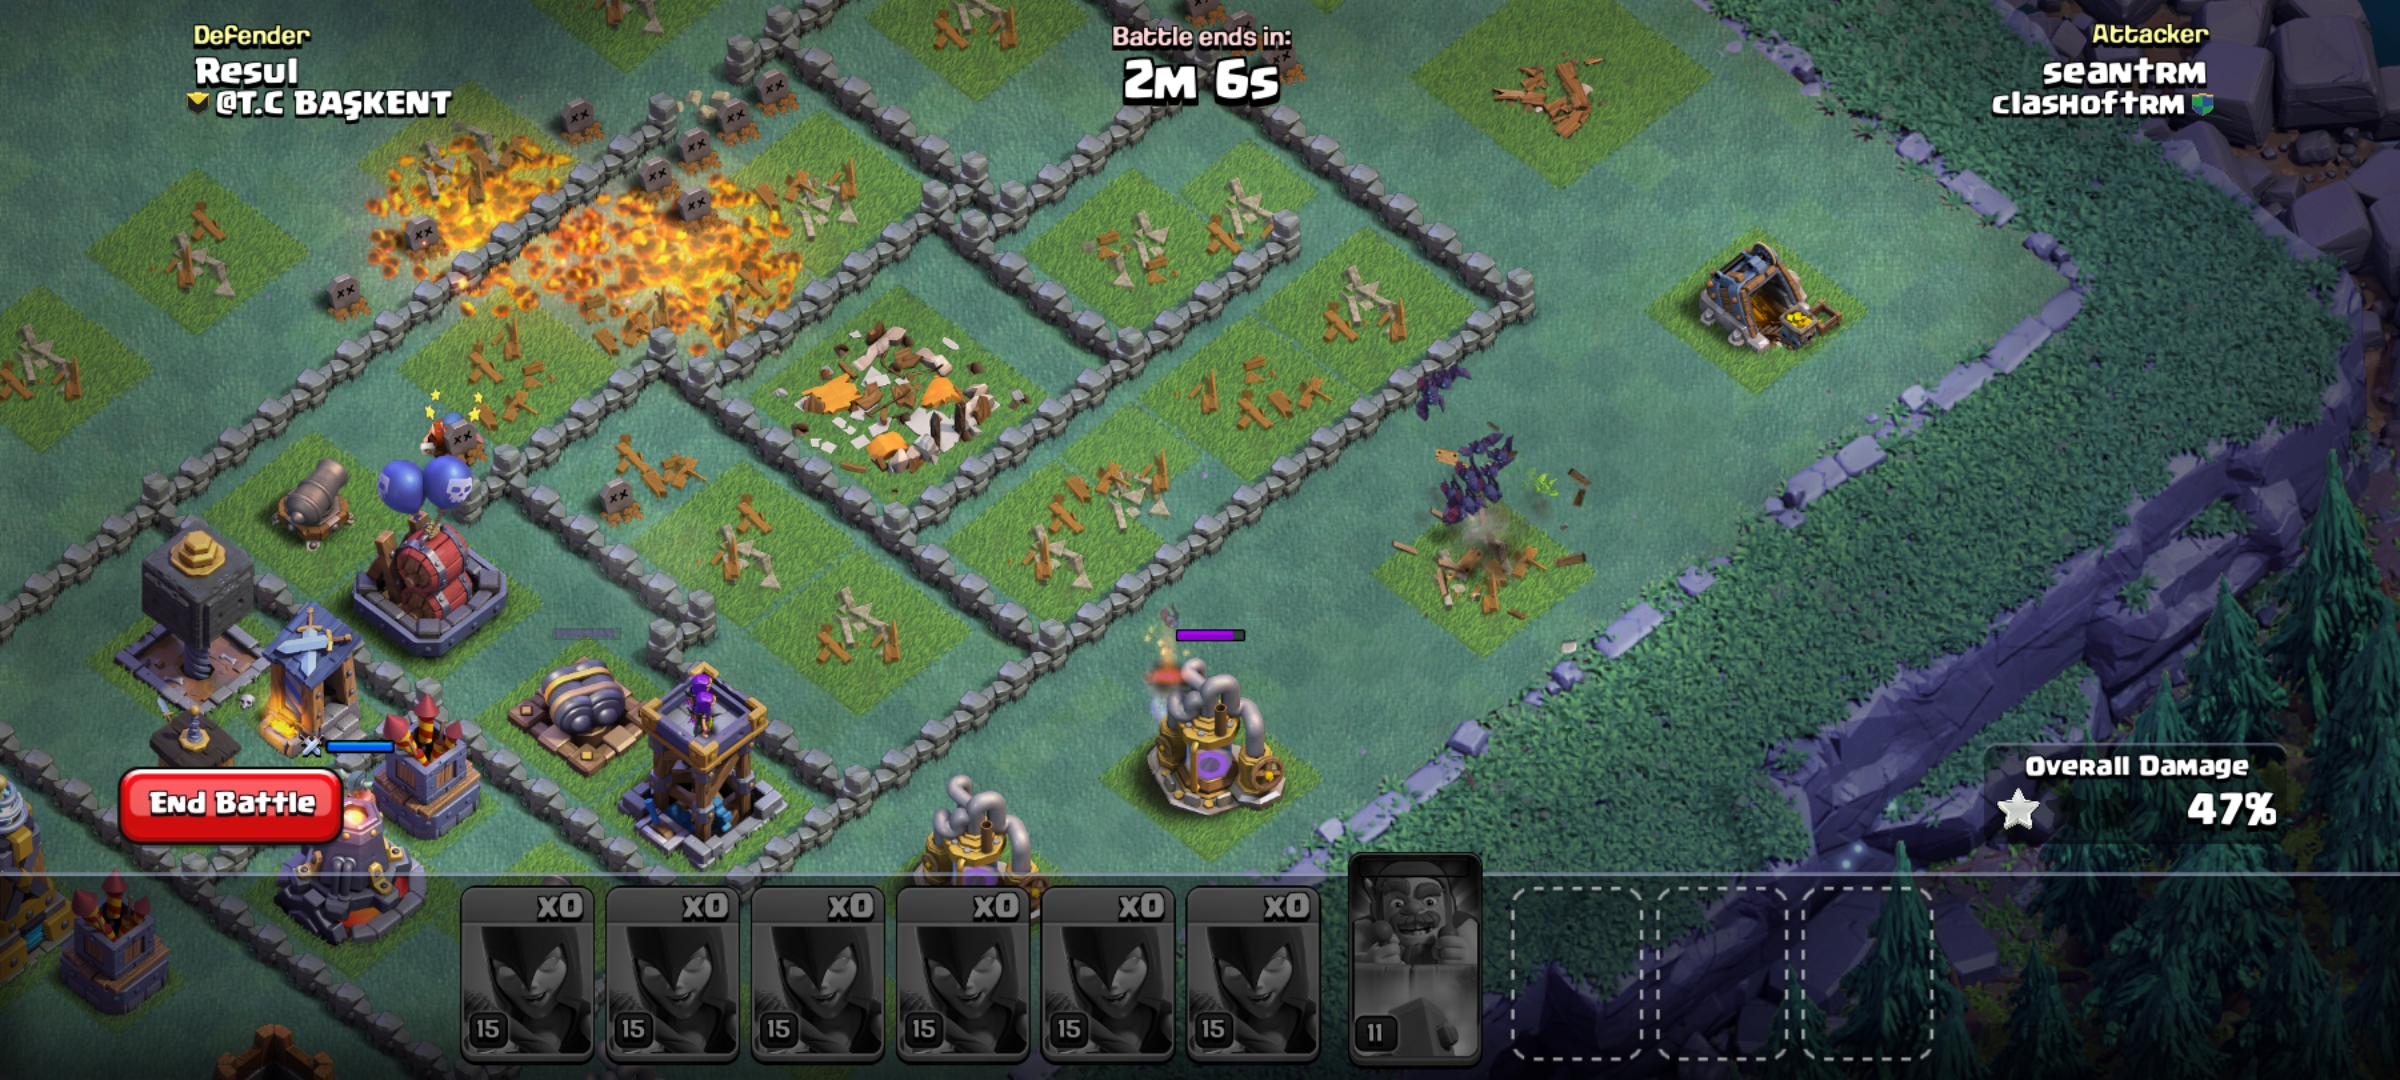 Defender
Resul
@T.C BAŞKENT
Battle ends in:
2M 6s
Attacker
seantRM
clashoftRM
Overall Damage
47%
End Battle
x0
x0
x0
x0
x0
x0
15
15
15
15
15
15
11